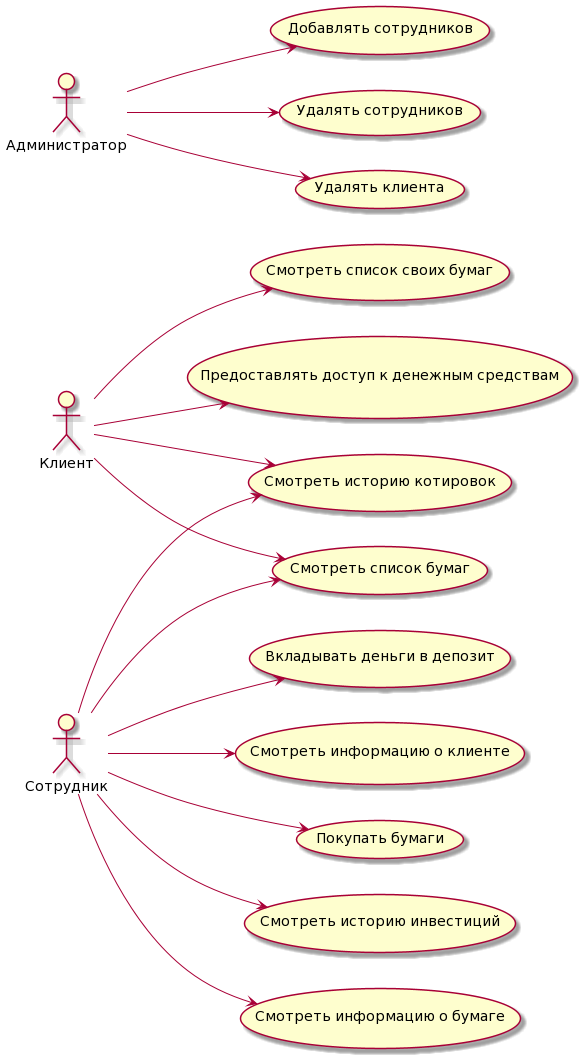 Добавлять сотрудников
Удалять сотрудников
Администратор
Удалять клиента
Смотреть список своих бумаг
Предоставлять доступ к денежным средствам
Клиент
Смотреть историю котировок
Смотреть список бумаг
Вкладывать деньги в депозит
Смотреть информацию о клиенте
Сотрудник
Покупать бумаги
Смотреть историю инвестиций
Смотреть информацию о бумаге